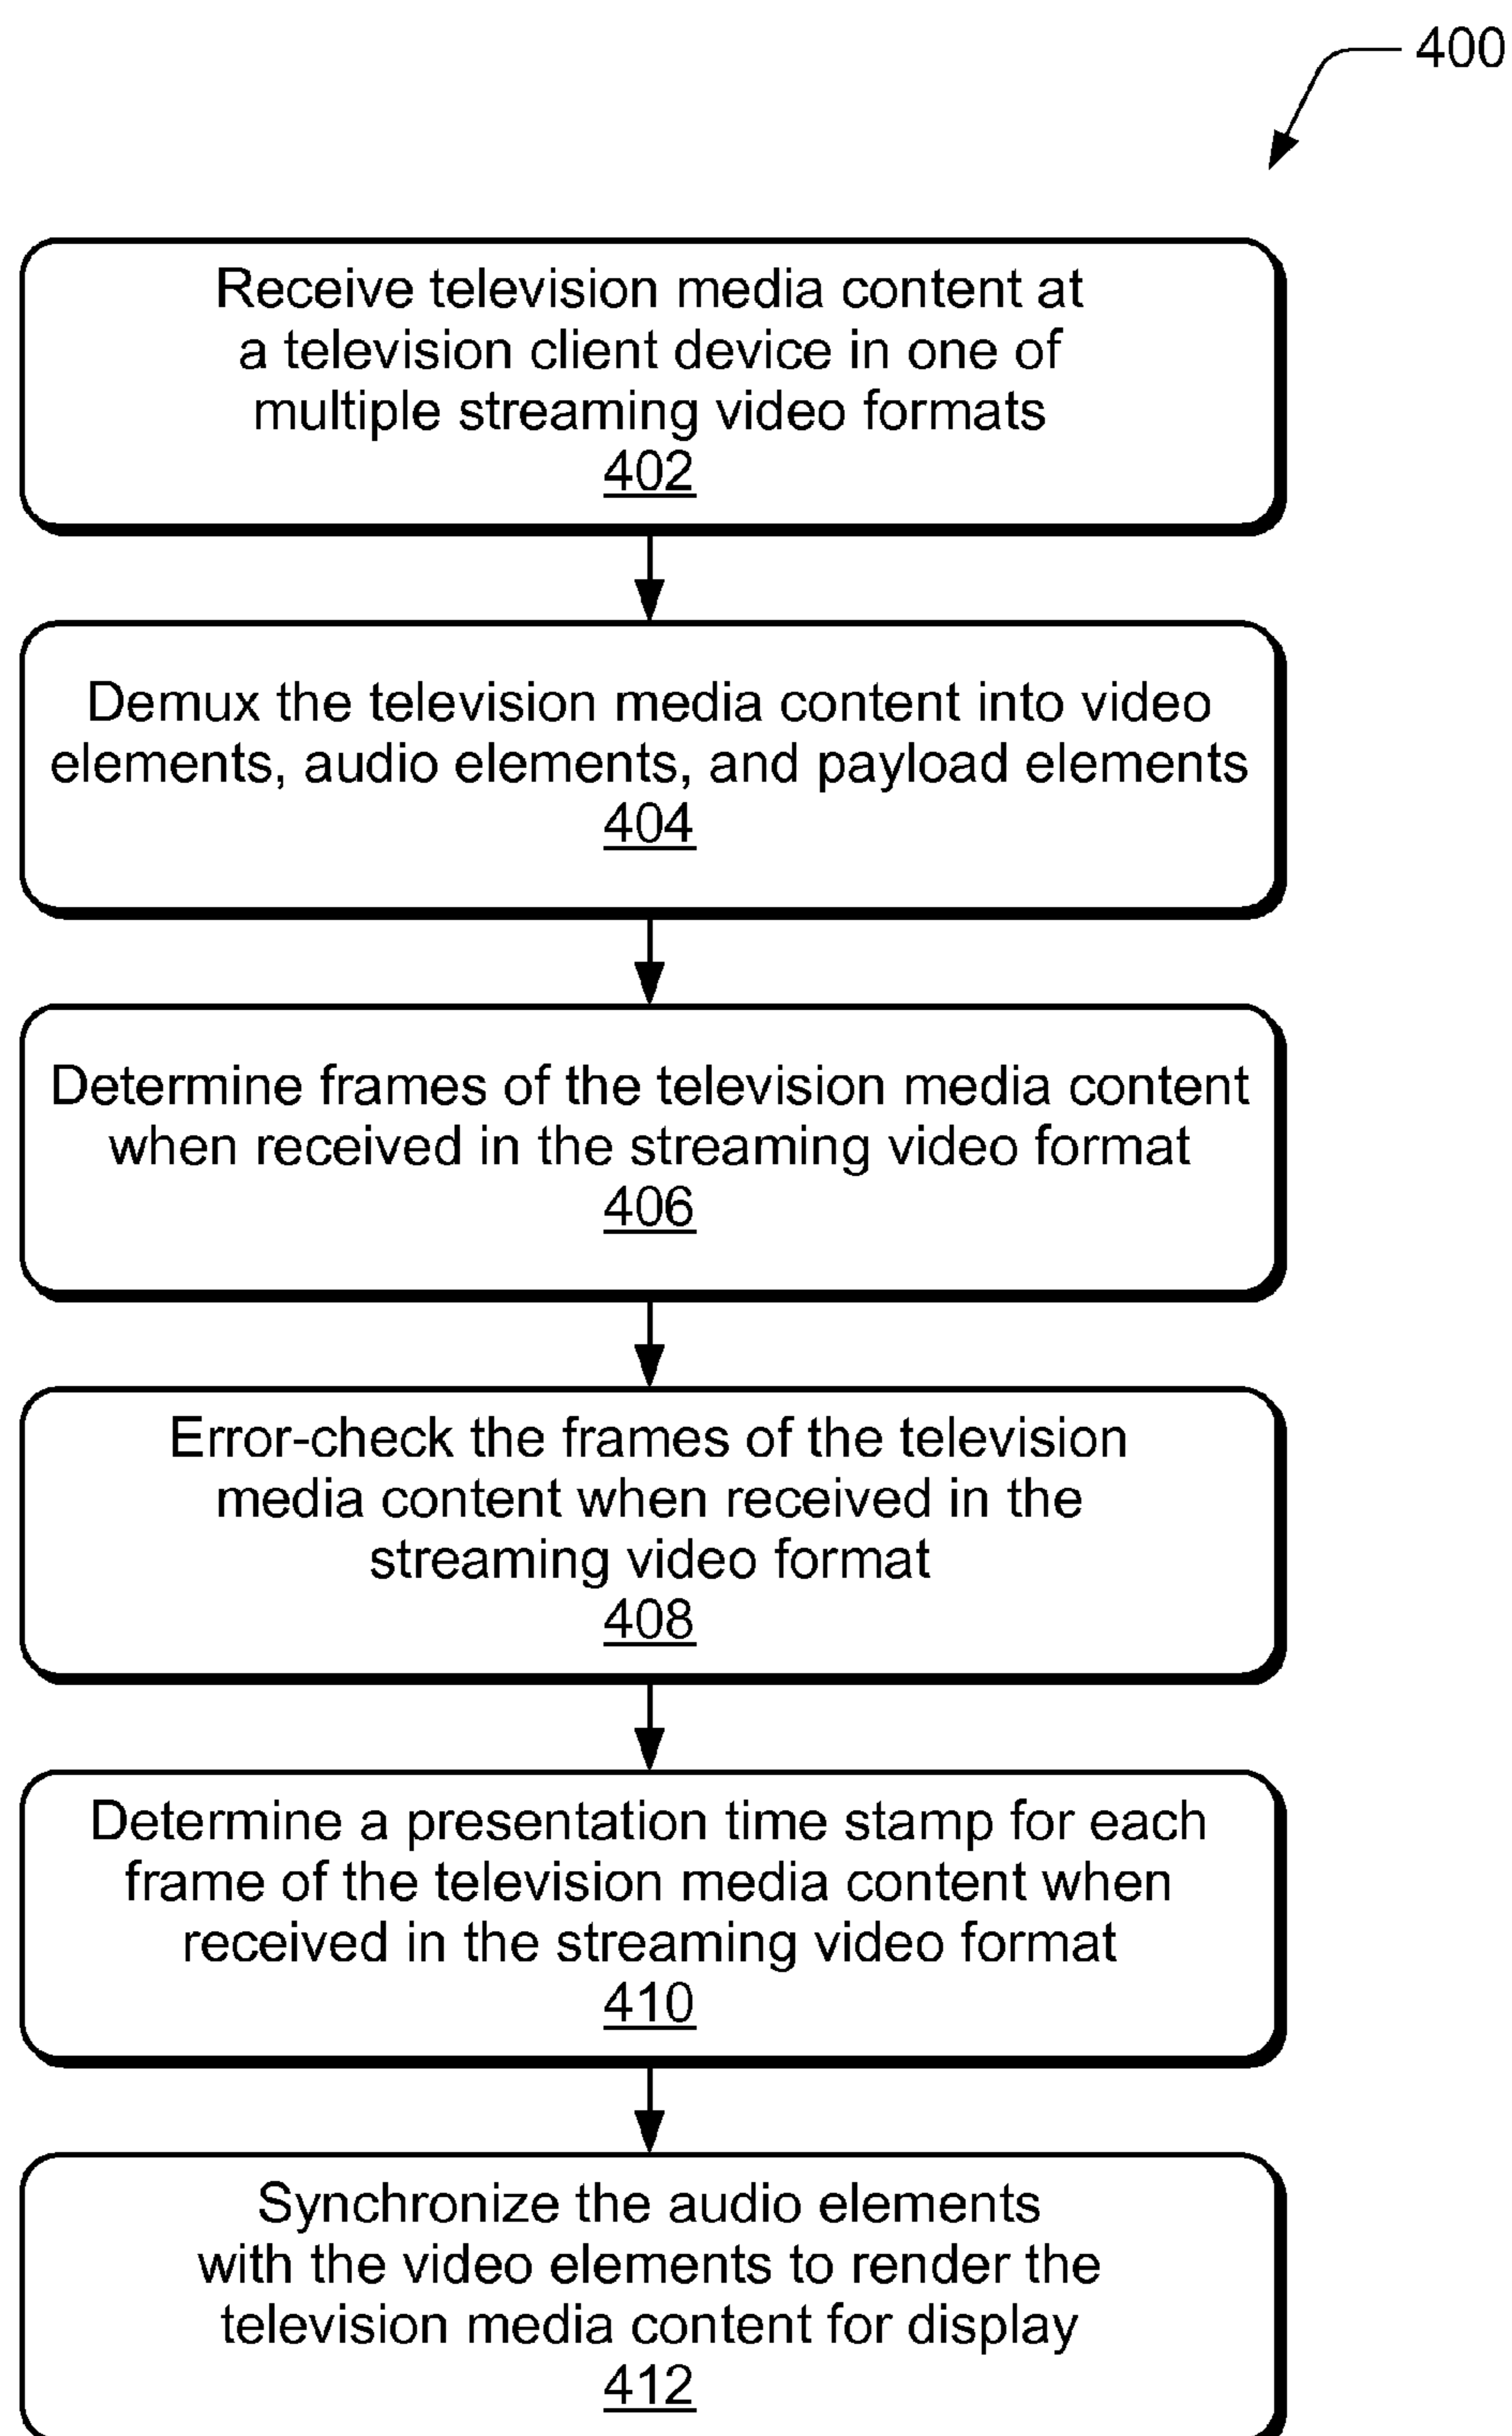 400
Receive television media content at
a television client device in one of
multiple streaming video formats
402
Demux the television media content into video
elements, audio elements, and payload elements
404
Determine frames of the television media content
when received in the streaming video format
406
Error-check the frames of the television
media content when received in the
streaming video format
408
Determine a presentation time stamp for each
frame of the television media content when
received in the streaming video format
410
Synchronize the audio elements
with the video elements to render the
television media content for display
412